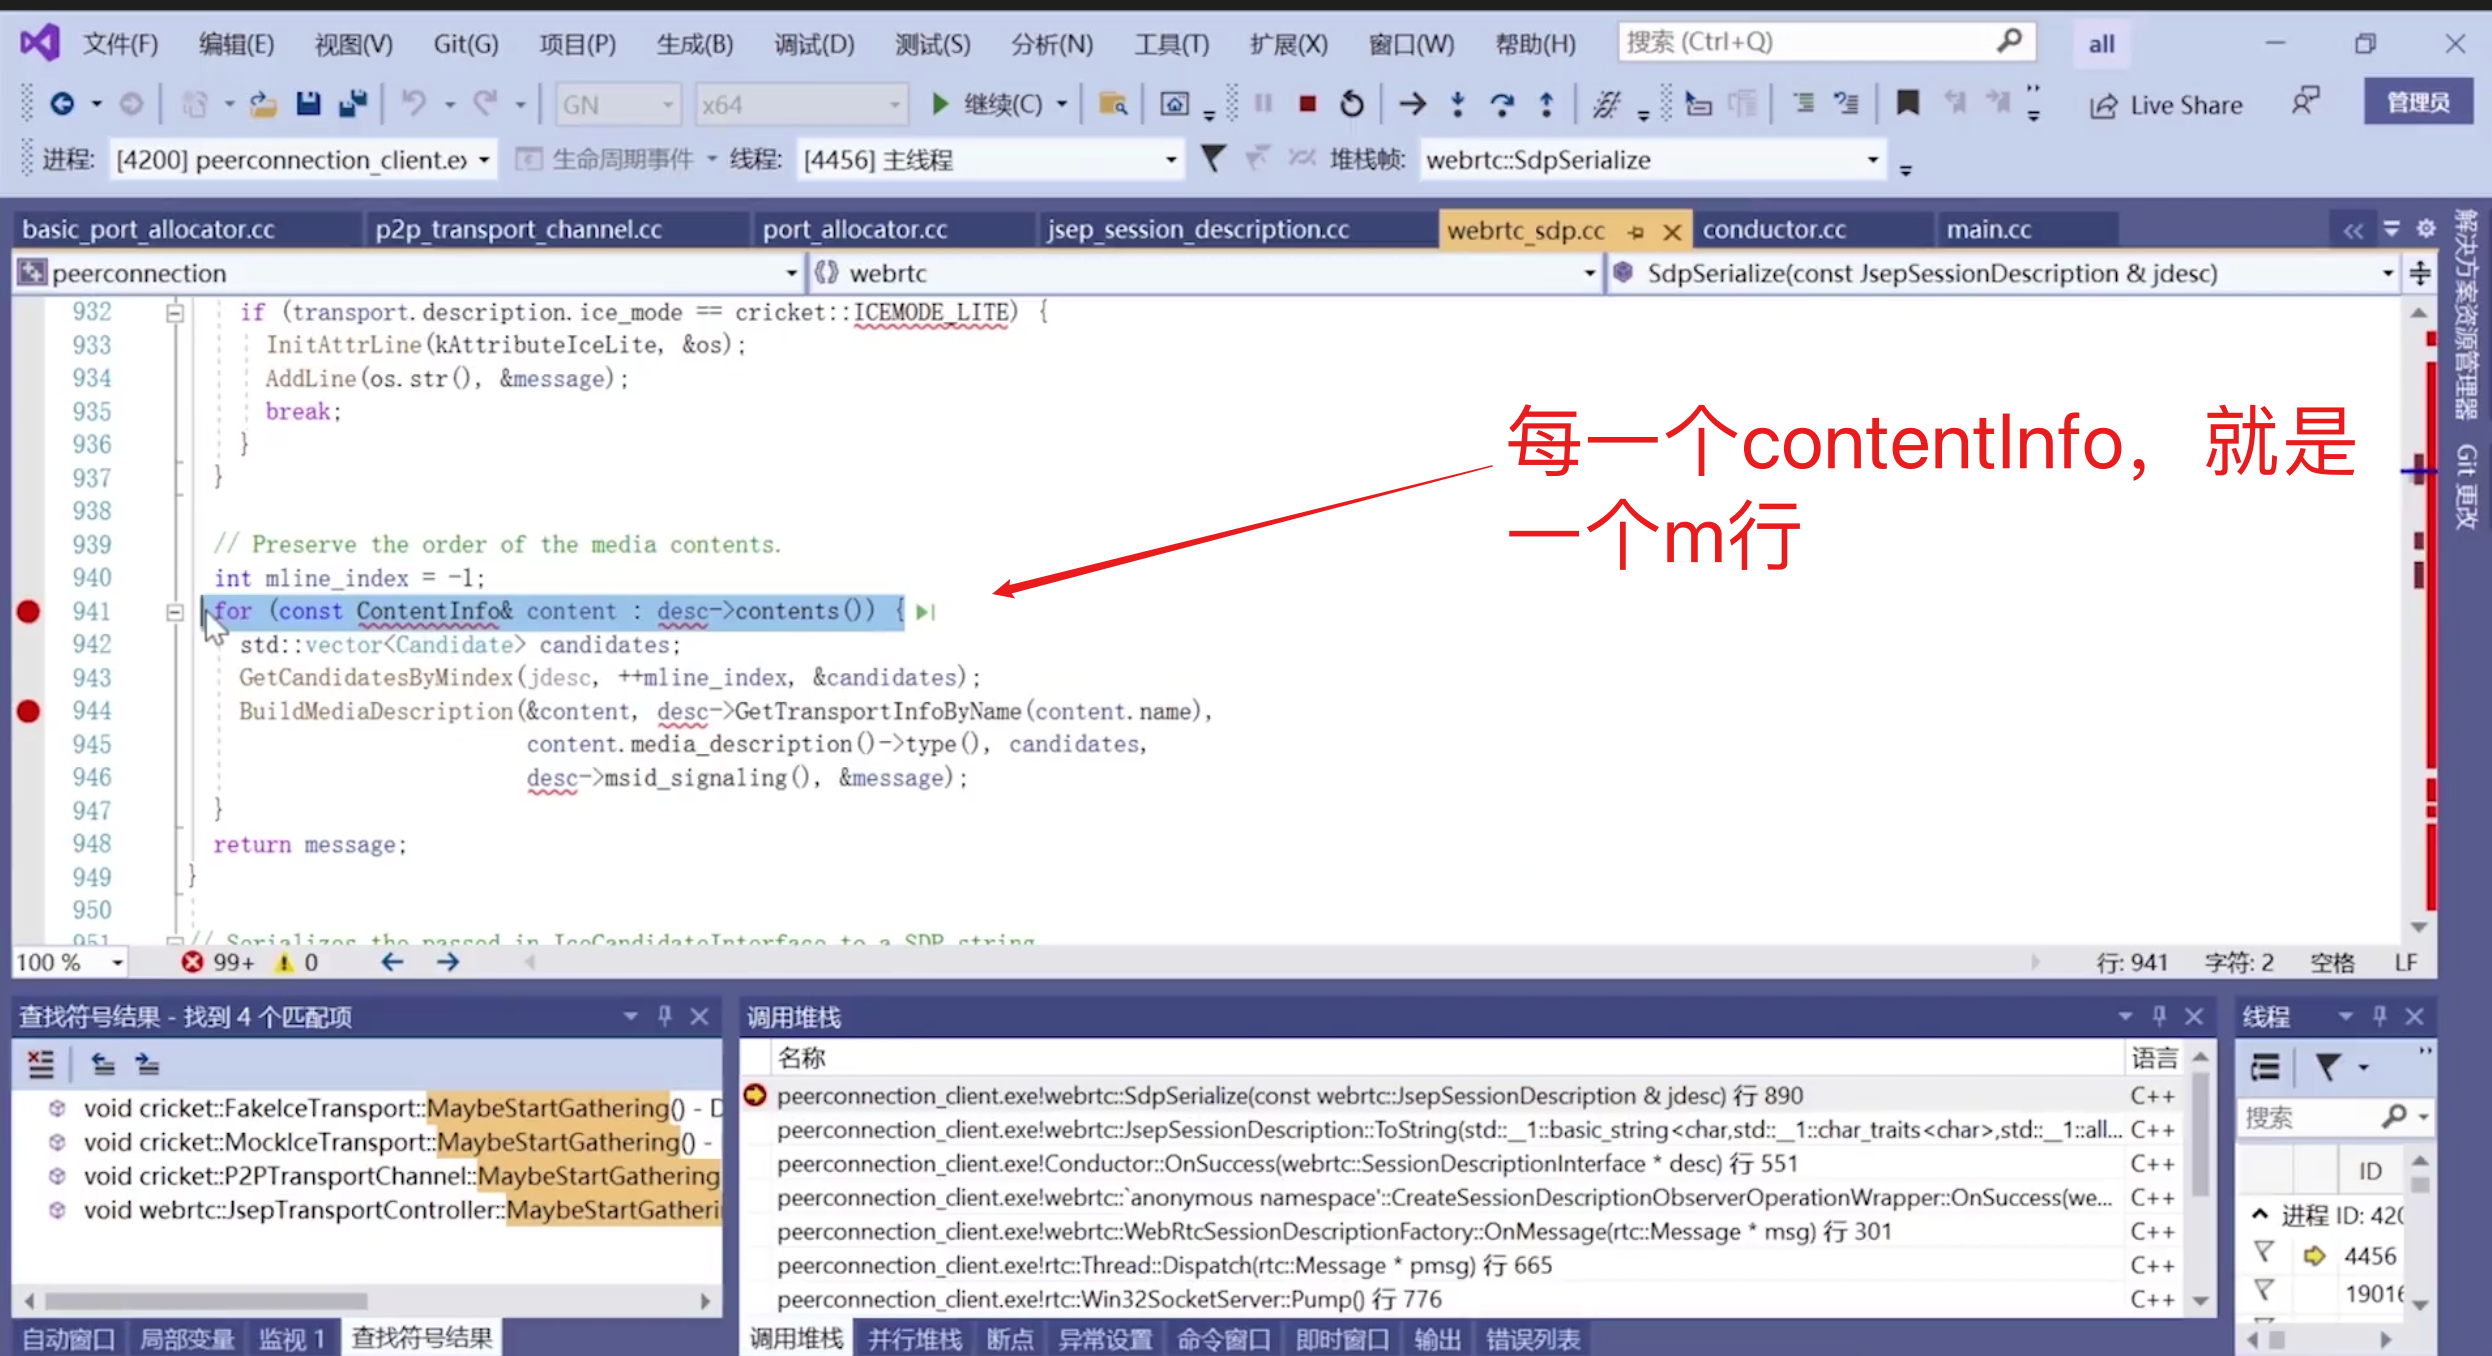 文件(F) 编辑(E) 视图(V) Git(G) 项目(P) 生成(B) 调试(D) 测试(S) 分析(N) 工具(T) 扩展(X) 窗口(W) 帮助(H) 搜索 (Ctrl+Q) all
GN x64 继续(C) Live Share 管理员
进程: [4200] peerconnection_client.ex 生命周期事件 线程: [4456] 主线程 堆栈帧: webrtc::SdpSerialize
basic_port_allocator.cc p2p_transport_channel.cc port_allocator.cc jsep_session_description.cc webrtc_sdp.cc conductor.cc main.cc
peerconnection webrtc SdpSerialize(const JsepSessionDescription & jdesc)
932 if (transport.description.ice_mode == cricket::ICEMODE_LITE) {
933 InitAttrLine(kAttributeIceLite, &os);
934 AddLine(os.str(), &message);
935 break;
936 }
937 }
938
939 // Preserve the order of the media contents.
940 int mline_index = -1;
941 for (const ContentInfo& content : desc->contents()) {
942 std::vector<Candidate> candidates;
943 GetCandidatesByMindex(jdesc, ++mline_index, &candidates);
944 BuildMediaDescription(&content, desc->GetTransportInfoByName(content.name),
945 content.media_description()->type(), candidates,
946 desc->msid_signaling(), &message);
947 }
948 return message;
949 }
950
951 // Serializes the passed in IceCandidateInterface to a SDP string
每一个contentInfo，就是
一个m行
解决方案资源管理器
Git 更改
100 % 99+ 0 行: 941 字符: 2 空格 LF
查找符号结果 - 找到 4 个匹配项
void cricket::FakeIceTransport::MaybeStartGathering() - D
void cricket::MockIceTransport::MaybeStartGathering() -
void cricket::P2PTransportChannel::MaybeStartGathering
void webrtc::JsepTransportController::MaybeStartGatheri
自动窗口 局部变量 监视 1 查找符号结果
调用堆栈
名称 语言
peerconnection_client.exe!webrtc::SdpSerialize(const webrtc::JsepSessionDescription & jdesc) 行 890 C++
peerconnection_client.exe!webrtc::JsepSessionDescription::ToString(std::__1::basic_string<char,std::__1::char_traits<char>,std::__1::all... C++
peerconnection_client.exe!Conductor::OnSuccess(webrtc::SessionDescriptionInterface * desc) 行 551 C++
peerconnection_client.exe!webrtc::`anonymous namespace'::CreateSessionDescriptionObserverOperationWrapper::OnSuccess(we... C++
peerconnection_client.exe!webrtc::WebRtcSessionDescriptionFactory::OnMessage(rtc::Message * msg) 行 301 C++
peerconnection_client.exe!rtc::Thread::Dispatch(rtc::Message * pmsg) 行 665 C++
peerconnection_client.exe!rtc::Win32SocketServer::Pump() 行 776 C++
调用堆栈 并行堆栈 断点 异常设置 命令窗口 即时窗口 输出 错误列表
线程
搜索
ID
进程 ID: 420
4456
19016